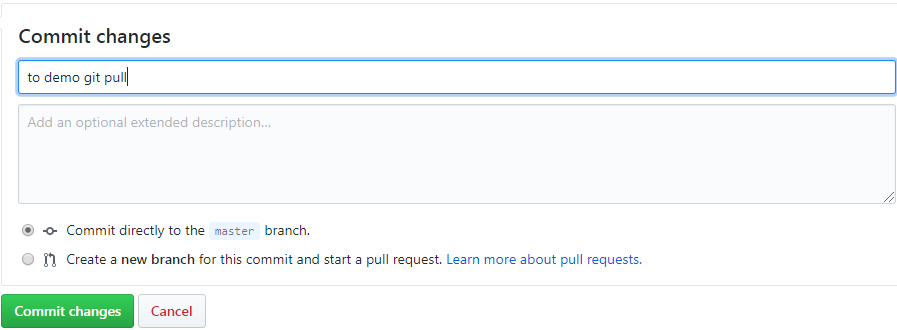 Commit changes
to demo git pull
Add an optional extended description...
Commit directly to the master branch.
Create a new branch for this commit and start a pull request. Learn more about pull requests.
Commit changes Cancel